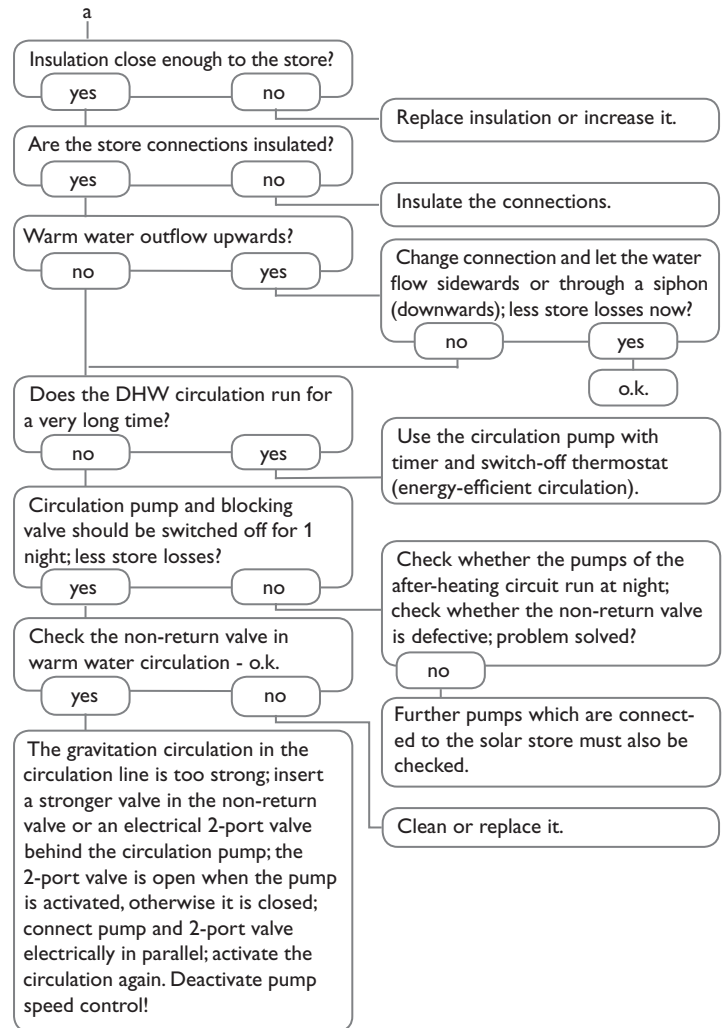 a
Insulation close enough to the store?
yes
no
Replace insulation or increase it.
Are the store connections insulated?
yes
no
Insulate the connections.
Warm water outflow upwards?
no
yes
Change connection and let the water
flow sidewards or through a siphon
(downwards); less store losses now?
no
yes
o.k.
Does the DHW circulation run for
a very long time?
no
yes
Use the circulation pump with
timer and switch-off thermostat
(energy-efficient circulation).
Circulation pump and blocking
valve should be switched off for 1
night; less store losses?
yes
no
Check whether the pumps of the
after-heating circuit run at night;
check whether the non-return valve
is defective; problem solved?
no
Further pumps which are connect-
ed to the solar store must also be
checked.
Check the non-return valve in
warm water circulation - o.k.
yes
no
Clean or replace it.
The gravitation circulation in the
circulation line is too strong; insert
a stronger valve in the non-return
valve or an electrical 2-port valve
behind the circulation pump; the
2-port valve is open when the pump
is activated, otherwise it is closed;
connect pump and 2-port valve
electrically in parallel; activate the
circulation again. Deactivate pump
speed control!